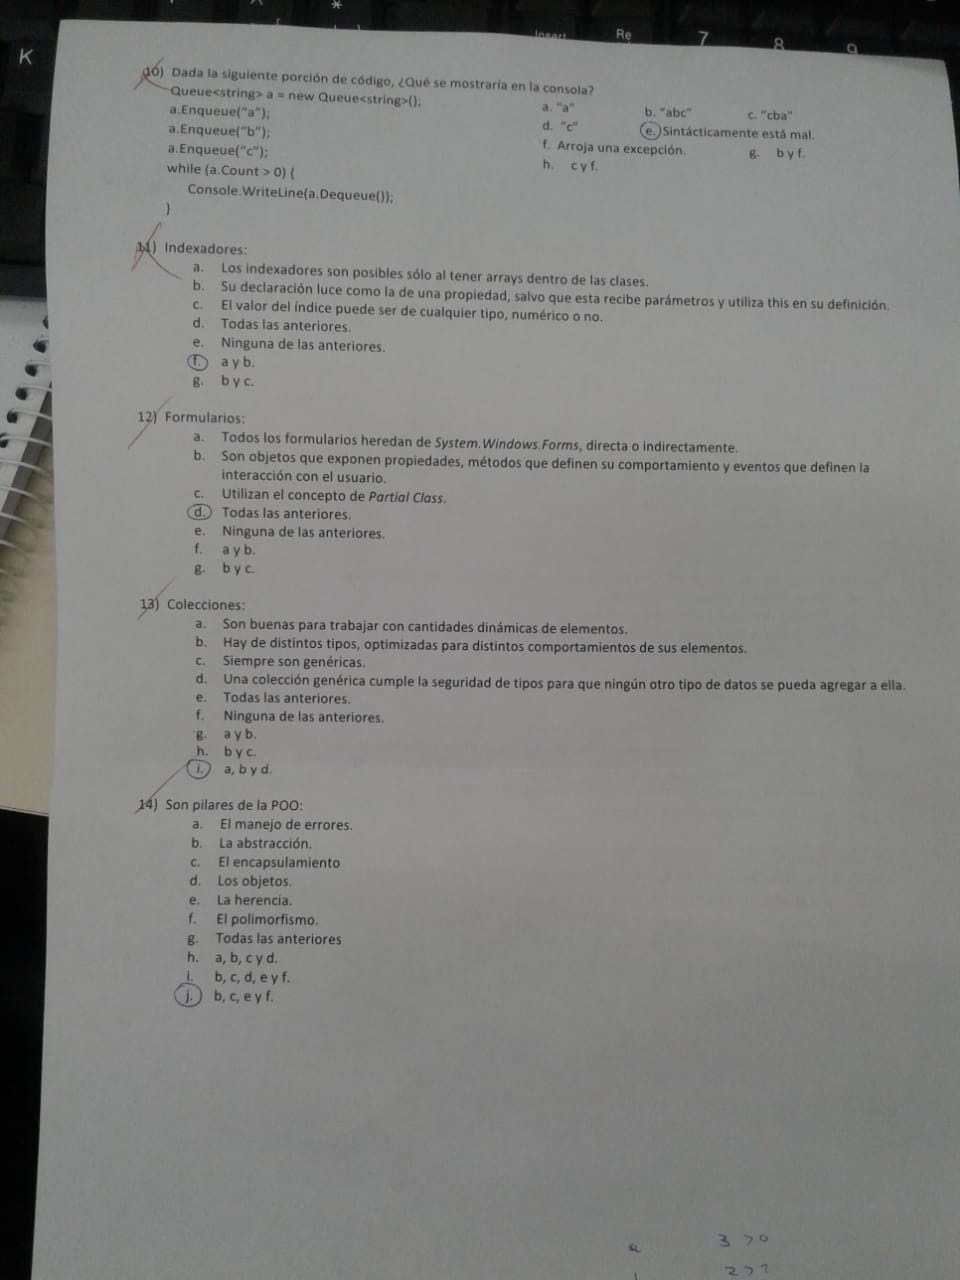 *
K
Insert
Re
7
8
9
10) Dada la siguiente porción de código, ¿Qué se mostraría en la consola?
Queue<string> a = new Queue<string>();
a.Enqueue("a");
a.Enqueue("b");
a.Enqueue("c");
while (a.Count > 0) {
Console.WriteLine(a.Dequeue());
}
a. "a" b. "abc" c. "cba"
d. "c" e. Sintácticamente está mal.
f. Arroja una excepción. g. b y f.
h. c y f.
11) Indexadores:
a. Los indexadores son posibles sólo al tener arrays dentro de las clases.
b. Su declaración luce como la de una propiedad, salvo que esta recibe parámetros y utiliza this en su definición.
c. El valor del índice puede ser de cualquier tipo, numérico o no.
d. Todas las anteriores.
e. Ninguna de las anteriores.
f. a y b.
g. b y c.
12) Formularios:
a. Todos los formularios heredan de System.Windows.Forms, directa o indirectamente.
b. Son objetos que exponen propiedades, métodos que definen su comportamiento y eventos que definen la
interacción con el usuario.
c. Utilizan el concepto de Partial Class.
d. Todas las anteriores.
e. Ninguna de las anteriores.
f. a y b.
g. b y c.
13) Colecciones:
a. Son buenas para trabajar con cantidades dinámicas de elementos.
b. Hay de distintos tipos, optimizadas para distintos comportamientos de sus elementos.
c. Siempre son genéricas.
d. Una colección genérica cumple la seguridad de tipos para que ningún otro tipo de datos se pueda agregar a ella.
e. Todas las anteriores.
f. Ninguna de las anteriores.
g. a y b.
h. b y c.
i. a, b y d.
14) Son pilares de la POO:
a. El manejo de errores.
b. La abstracción.
c. El encapsulamiento
d. Los objetos.
e. La herencia.
f. El polimorfismo.
g. Todas las anteriores
h. a, b, c y d.
i. b, c, d, e y f.
j. b, c, e y f.
a 3 > 0